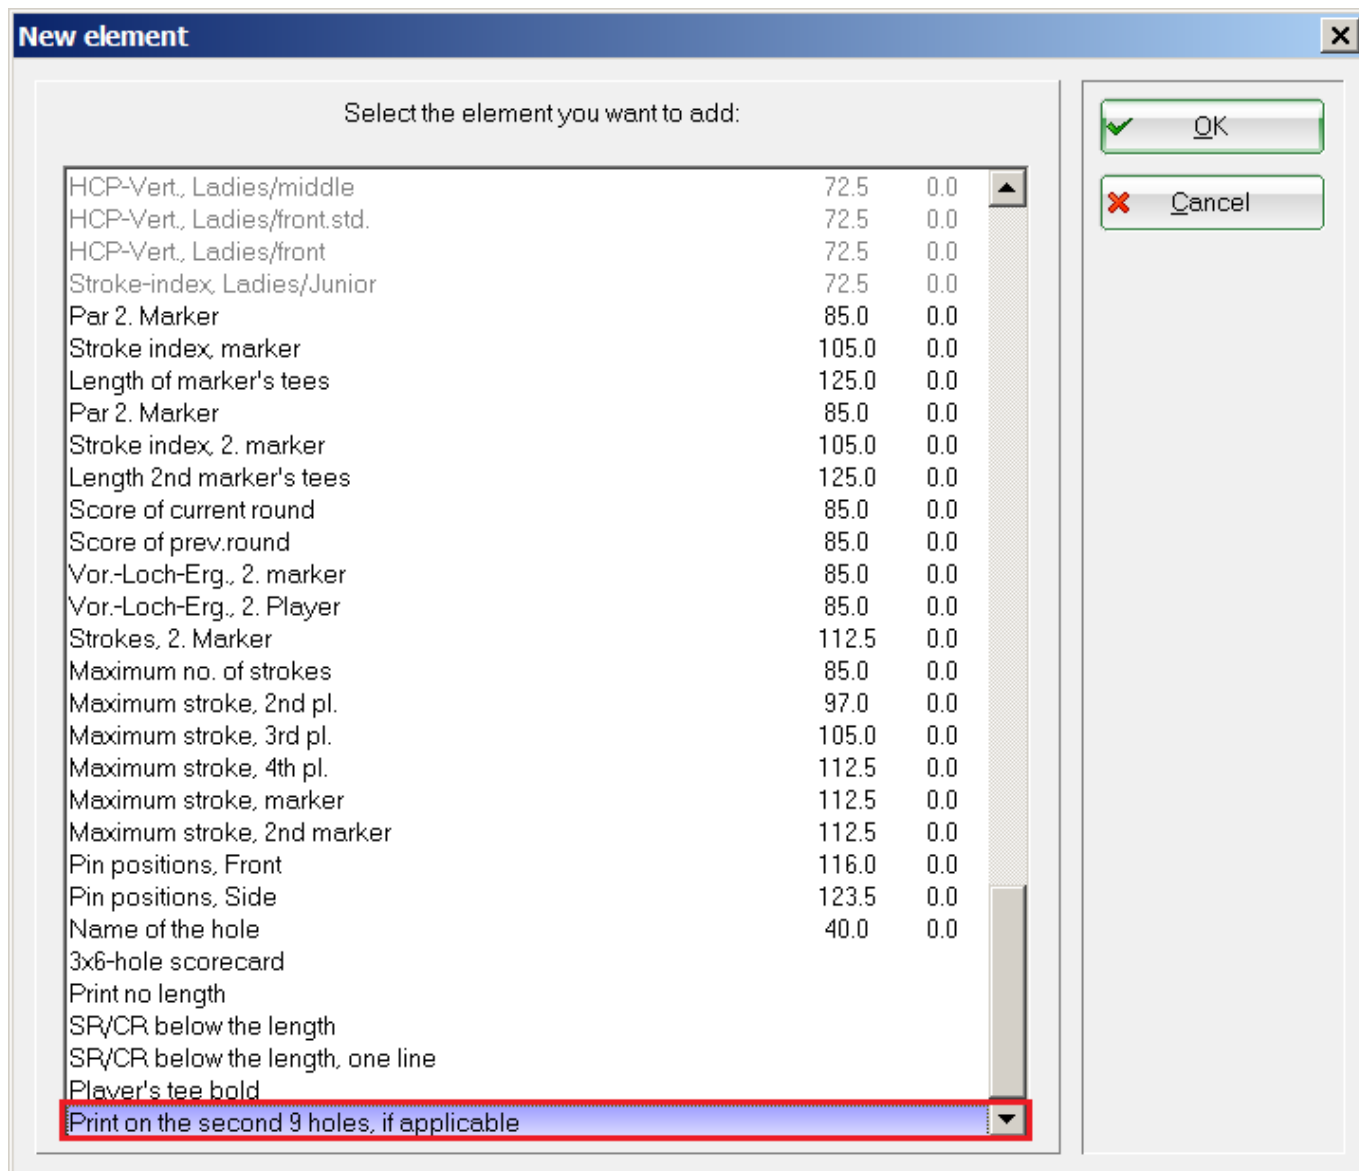 New element
Select the element you want to add:
OK
Cancel
HCP-Vert., Ladies/middle 72.5 0.0
HCP-Vert., Ladies/front.std. 72.5 0.0
HCP-Vert., Ladies/front 72.5 0.0
Stroke-index, Ladies/Junior 72.5 0.0
Par 2. Marker 85.0 0.0
Stroke index, marker 105.0 0.0
Length of marker's tees 125.0 0.0
Par 2. Marker 85.0 0.0
Stroke index, 2. marker 105.0 0.0
Length 2nd marker's tees 125.0 0.0
Score of current round 85.0 0.0
Score of prev.round 85.0 0.0
Vor.-Loch-Erg., 2. marker 85.0 0.0
Vor.-Loch-Erg., 2. Player 85.0 0.0
Strokes, 2. Marker 112.5 0.0
Maximum no. of strokes 85.0 0.0
Maximum stroke, 2nd pl. 97.0 0.0
Maximum stroke, 3rd pl. 105.0 0.0
Maximum stroke, 4th pl. 112.5 0.0
Maximum stroke, marker 112.5 0.0
Maximum stroke, 2nd marker 112.5 0.0
Pin positions, Front 116.0 0.0
Pin positions, Side 123.5 0.0
Name of the hole 40.0 0.0
3x6-hole scorecard
Print no length
SR/CR below the length
SR/CR below the length, one line
Player's tee bold
Print on the second 9 holes, if applicable